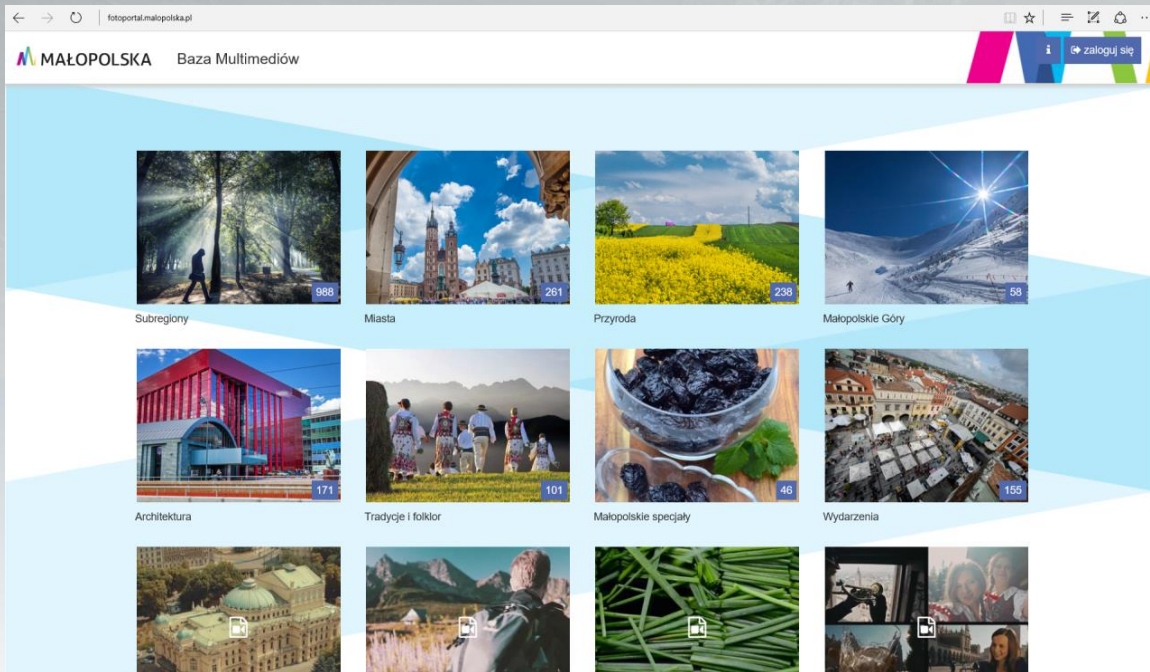 fotoportal.malopolska.pl
MAŁOPOLSKA Baza Multimediów
i zaloguj się
988 261 238 58
Subregiony Miasta Przyroda Małopolskie Góry
171 101 46 155
Architektura Tradycje i folklor Małopolskie specjały Wydarzenia